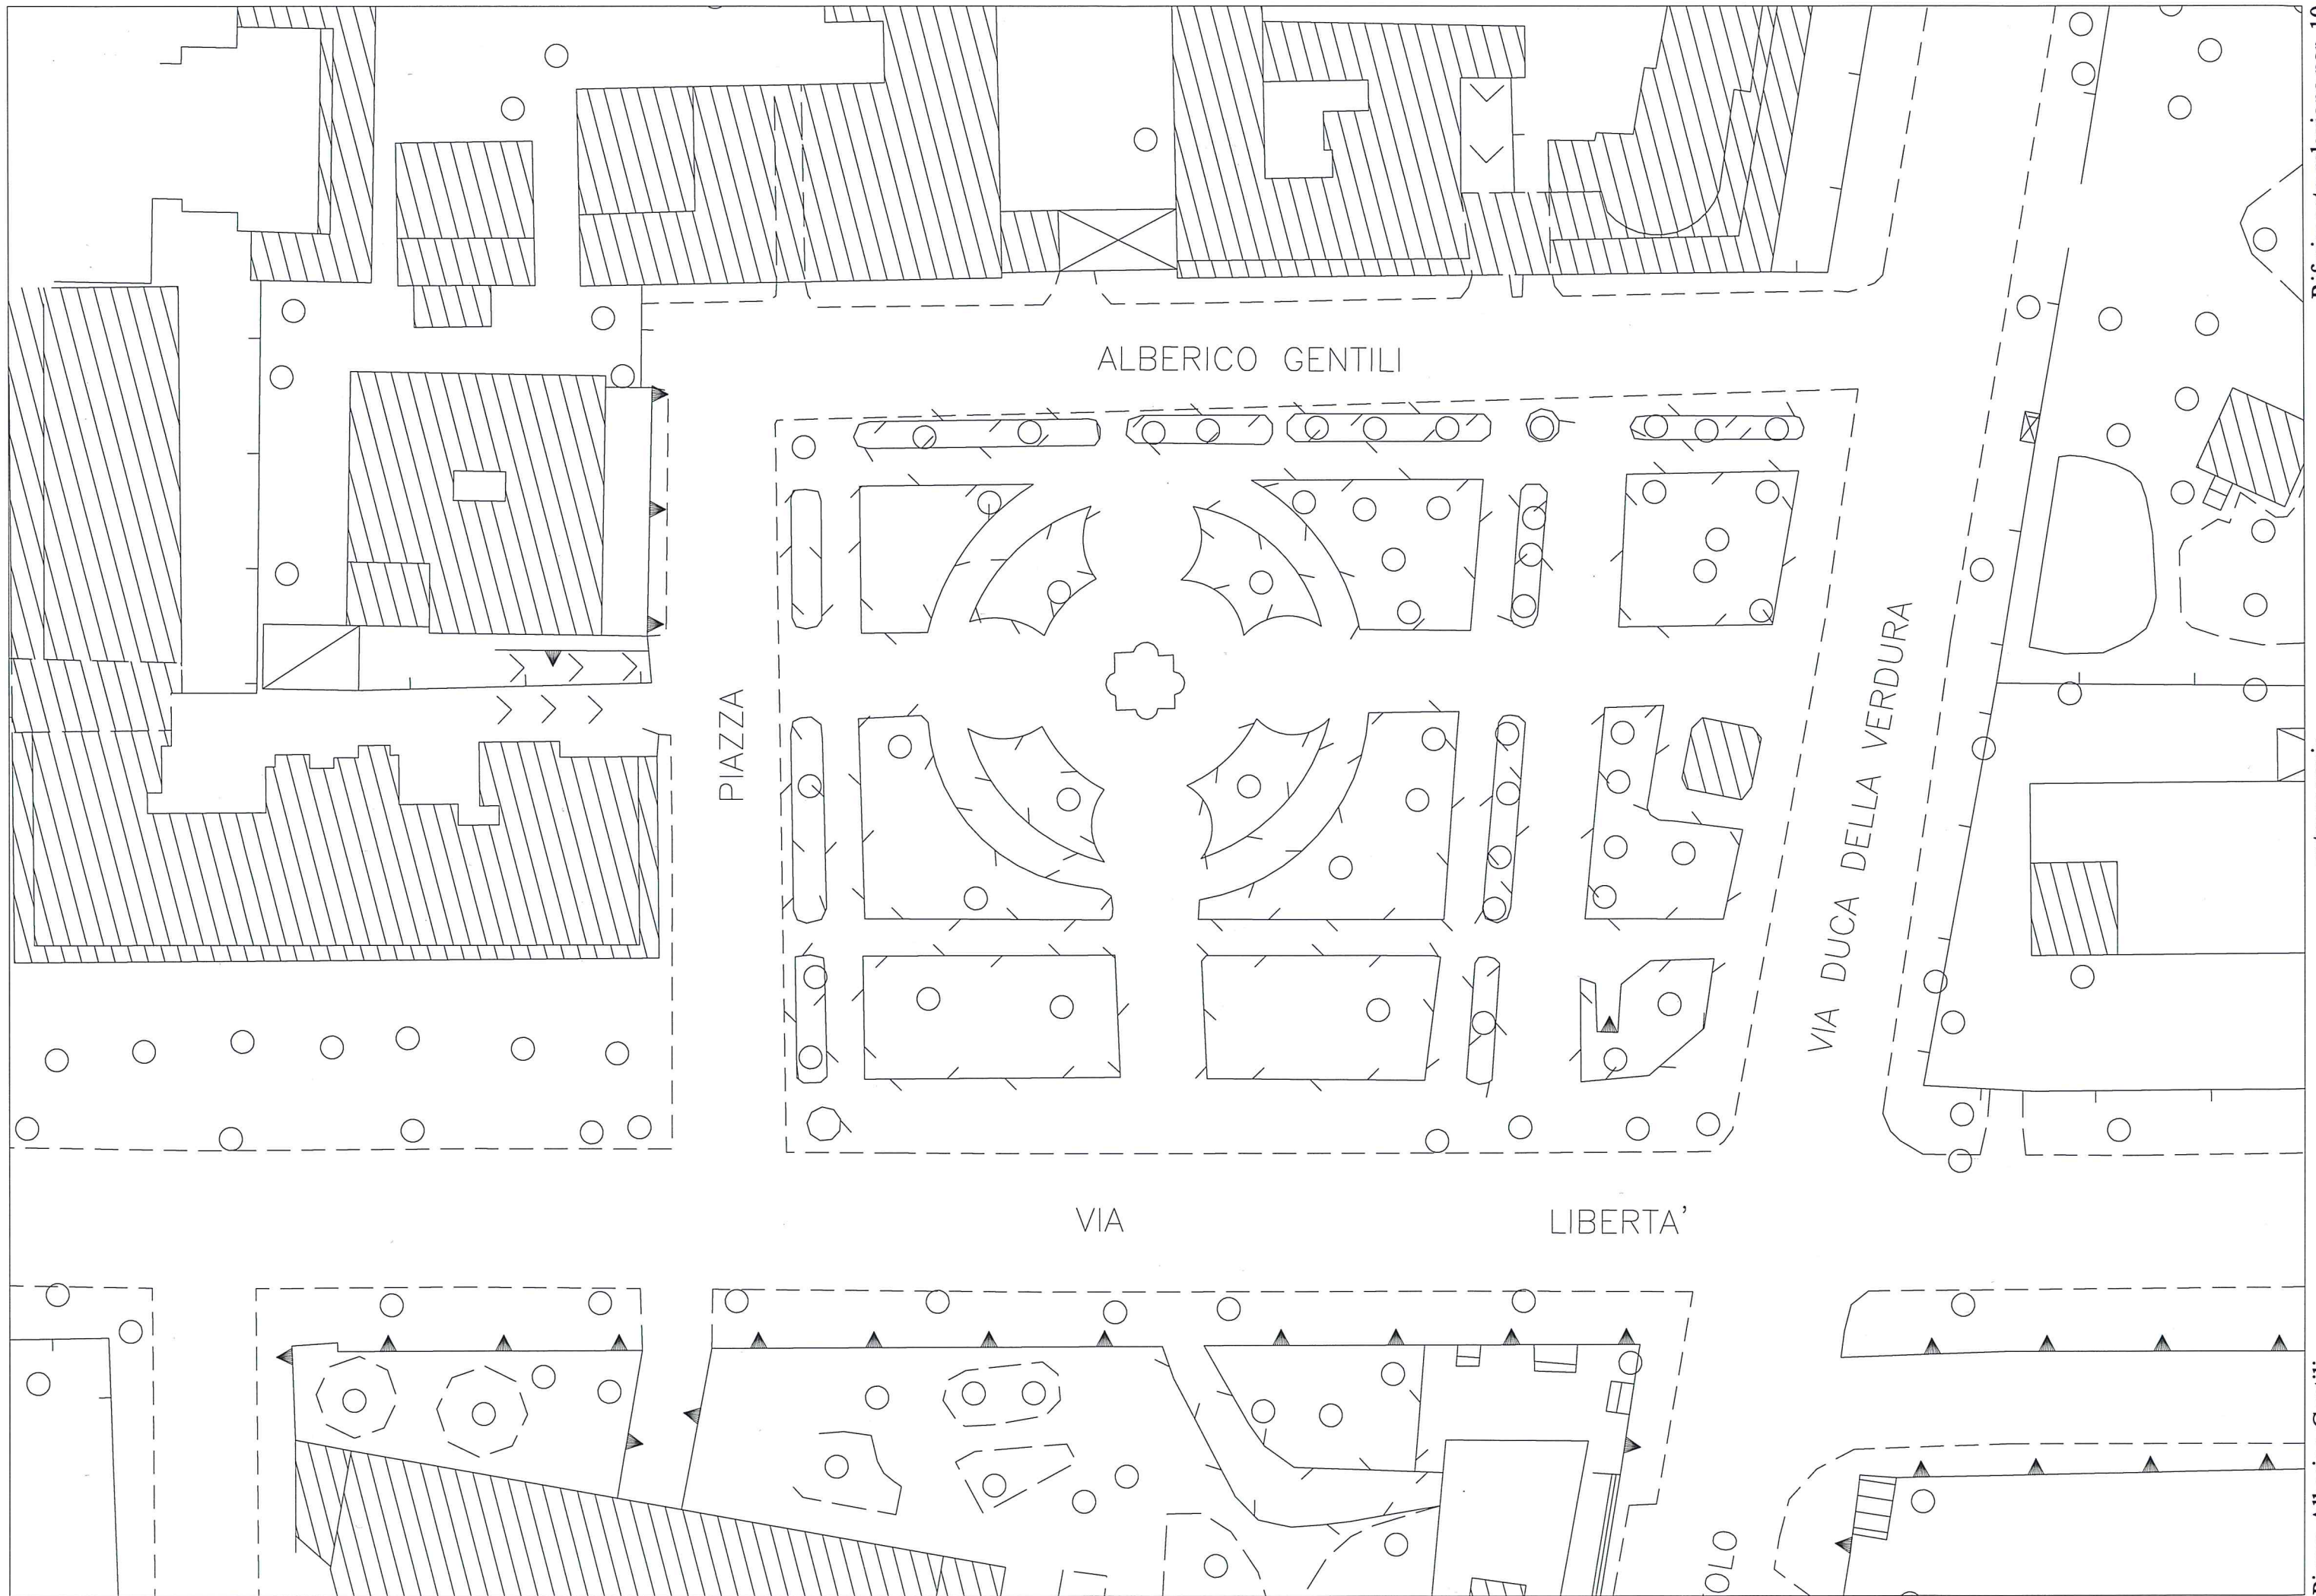 ALBERICO GENTILI
PIAZZA
VIA DUCA DELLA VERDURA
VIA LIBERTA'
OLO